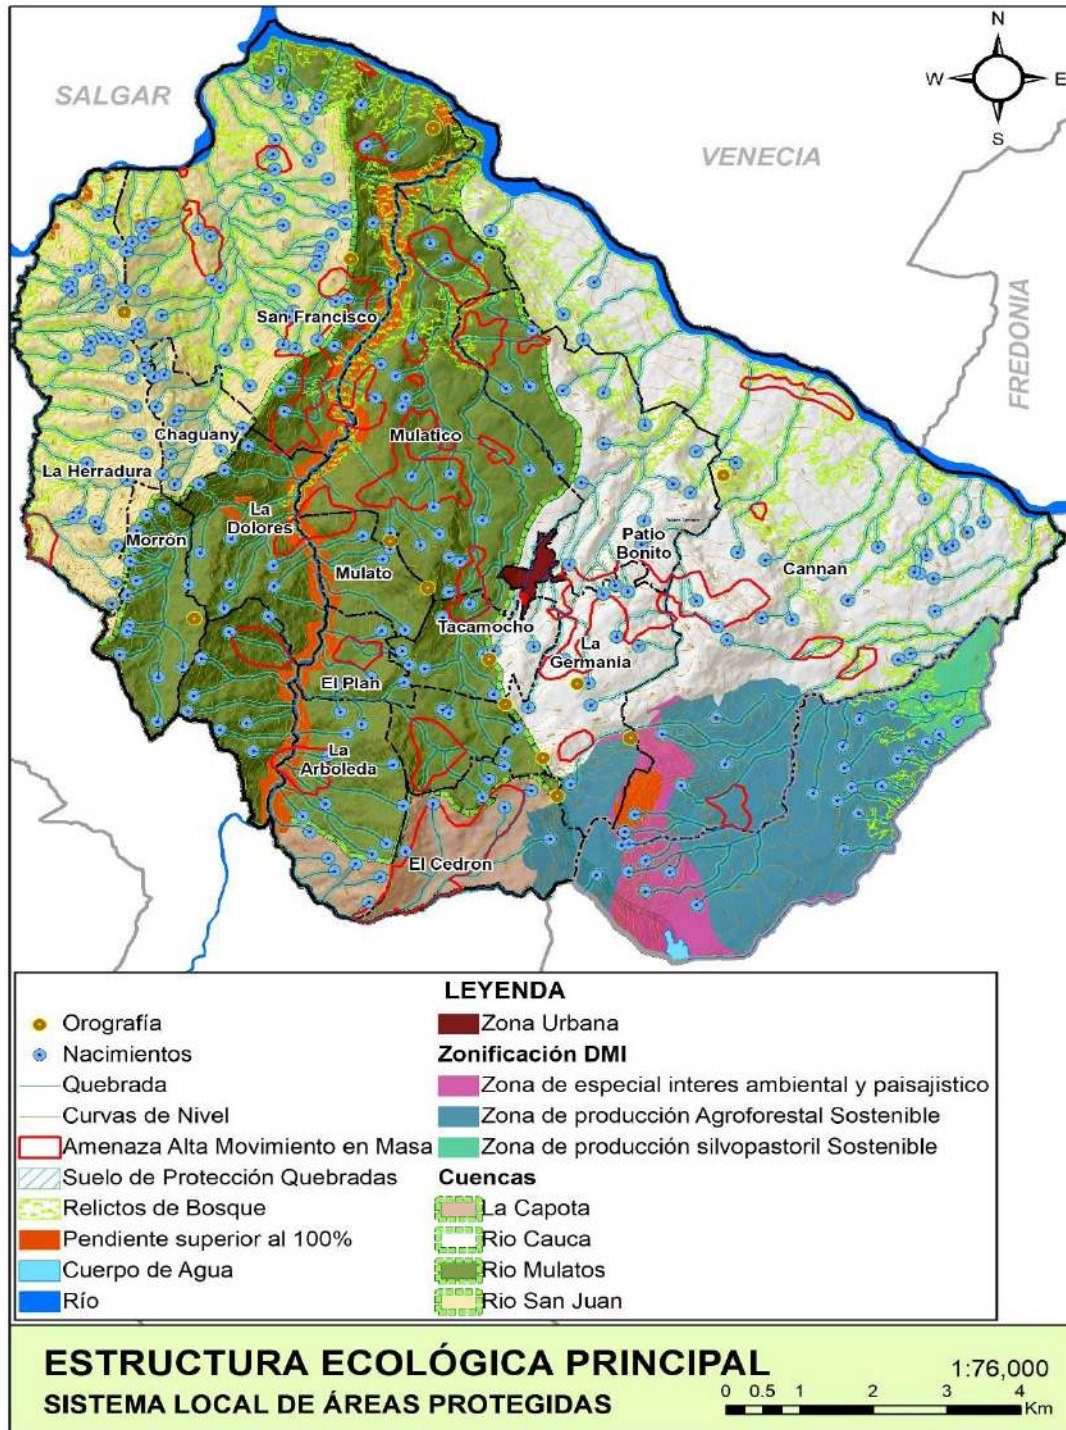 N
W E
S
SALGAR
VENECIA
FREDONIA
San Francisco
Chaguany
Mulatico
La Herradura
La
Dolores
Morrón
Patio
Bonito
Mulato
Cannan
Tacamocho
La
Germania
El Plan
La
Arboleda
El Cedron
LEYENDA
Orografía
Nacimientos
Quebrada
Curvas de Nivel
Amenaza Alta Movimiento en Masa
Suelo de Protección Quebradas
Relictos de Bosque
Pendiente superior al 100%
Cuerpo de Agua
Río
Zona Urbana
Zonificación DMI
Zona de especial interes ambiental y paisajistico
Zona de producción Agroforestal Sostenible
Zona de producción silvopastoril Sostenible
Cuencas
La Capota
Rio Cauca
Rio Mulatos
Rio San Juan
ESTRUCTURA ECOLÓGICA PRINCIPAL
SISTEMA LOCAL DE ÁREAS PROTEGIDAS
1:76,000
0 0.5 1 2 3 4
Km